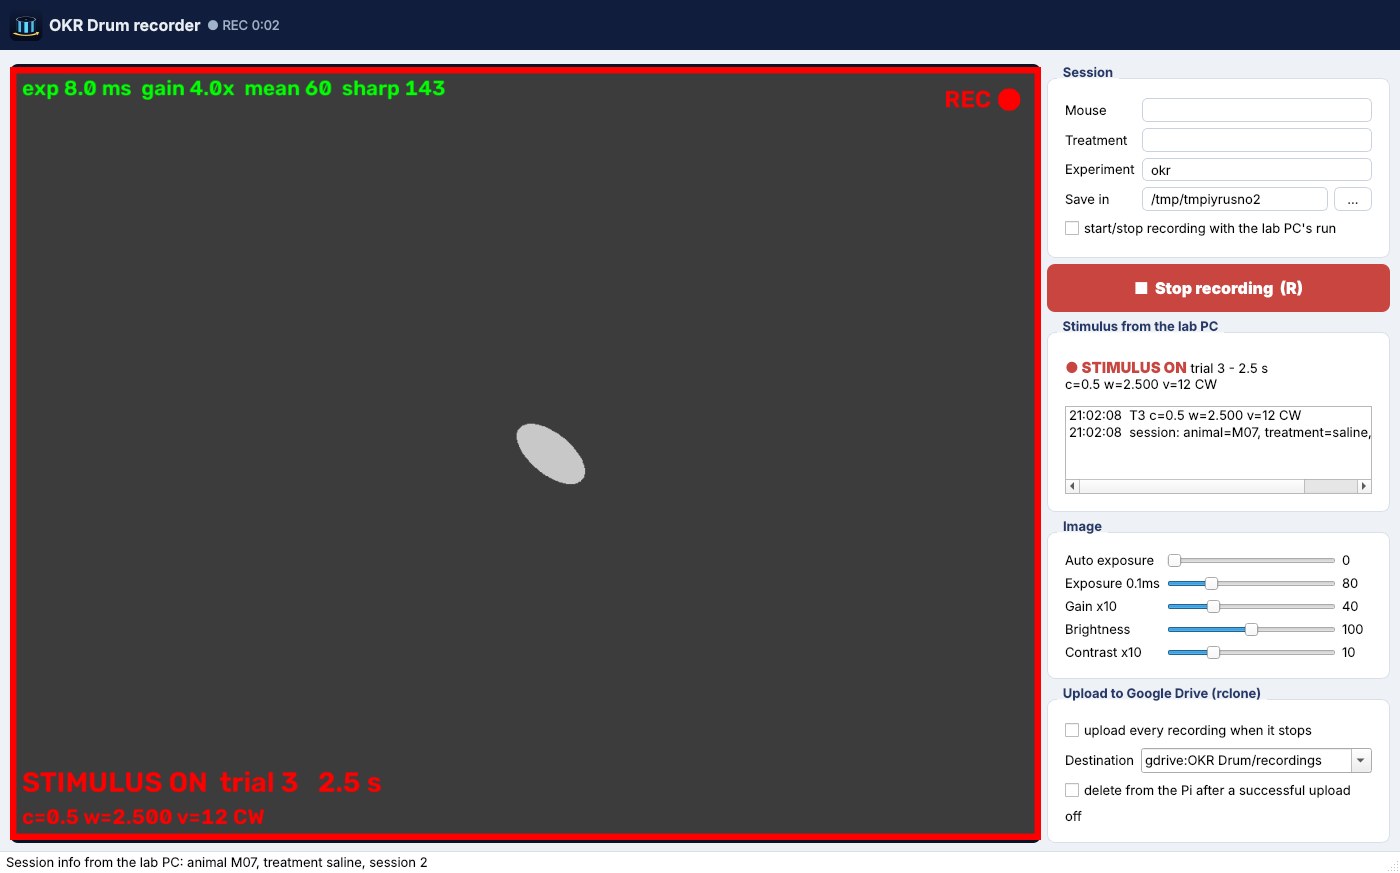 OKR Drum recorder ● REC 0:02
exp 8.0 ms gain 4.0x mean 60 sharp 143
REC
STIMULUS ON trial 3 2.5 s
c=0.5 w=2.500 v=12 CW
Session
Mouse
Treatment
Experiment okr
Save in /tmp/tmpiyrusno2 ...
start/stop recording with the lab PC's run
Stop recording (R)
Stimulus from the lab PC
● STIMULUS ON trial 3 - 2.5 s
c=0.5 w=2.500 v=12 CW
21:02:08 T3 c=0.5 w=2.500 v=12 CW
21:02:08 session: animal=M07, treatment=saline,
Image
Auto exposure 0
Exposure 0.1ms 80
Gain x10 40
Brightness 100
Contrast x10 10
Upload to Google Drive (rclone)
upload every recording when it stops
Destination gdrive:OKR Drum/recordings
delete from the Pi after a successful upload
off
Session info from the lab PC: animal M07, treatment saline, session 2